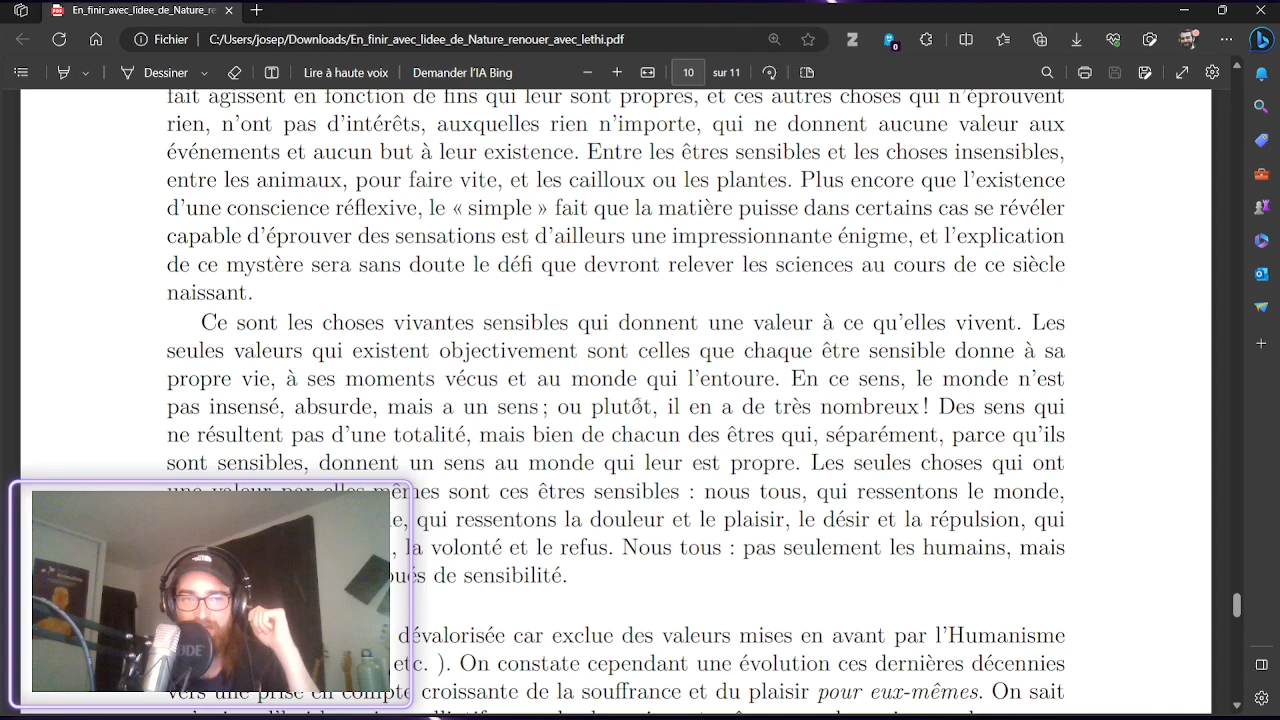 En_finir_avec_lidee_de_Nature_re
Fichier C:/Users/josep/Downloads/En_finir_avec_lidee_de_Nature_renouer_avec_lethi.pdf
Dessiner Lire à haute voix Demander l'IA Bing 10 sur 11
fait agissent en fonction de fins qui leur sont propres, et ces autres choses qui n'éprouvent
rien, n'ont pas d'intérêts, auxquelles rien n'importe, qui ne donnent aucune valeur aux
événements et aucun but à leur existence. Entre les êtres sensibles et les choses insensibles,
entre les animaux, pour faire vite, et les cailloux ou les plantes. Plus encore que l'existence
d'une conscience réflexive, le « simple » fait que la matière puisse dans certains cas se révéler
capable d'éprouver des sensations est d'ailleurs une impressionnante énigme, et l'explication
de ce mystère sera sans doute le défi que devront relever les sciences au cours de ce siècle
naissant.
Ce sont les choses vivantes sensibles qui donnent une valeur à ce qu'elles vivent. Les
seules valeurs qui existent objectivement sont celles que chaque être sensible donne à sa
propre vie, à ses moments vécus et au monde qui l'entoure. En ce sens, le monde n'est
pas insensé, absurde, mais a un sens ; ou plutôt, il en a de très nombreux ! Des sens qui
ne résultent pas d'une totalité, mais bien de chacun des êtres qui, séparément, parce qu'ils
sont sensibles, donnent un sens au monde qui leur est propre. Les seules choses qui ont
une valeur par elles-mêmes sont ces êtres sensibles : nous tous, qui ressentons le monde,
qui ressentons la douleur et le plaisir, le désir et la répulsion, qui
la volonté et le refus. Nous tous : pas seulement les humains, mais
de sensibilité.
dévalorisée car exclue des valeurs mises en avant par l'Humanisme
etc. ). On constate cependant une évolution ces dernières décennies
vers une prise en compte croissante de la souffrance et du plaisir pour eux-mêmes. On sait